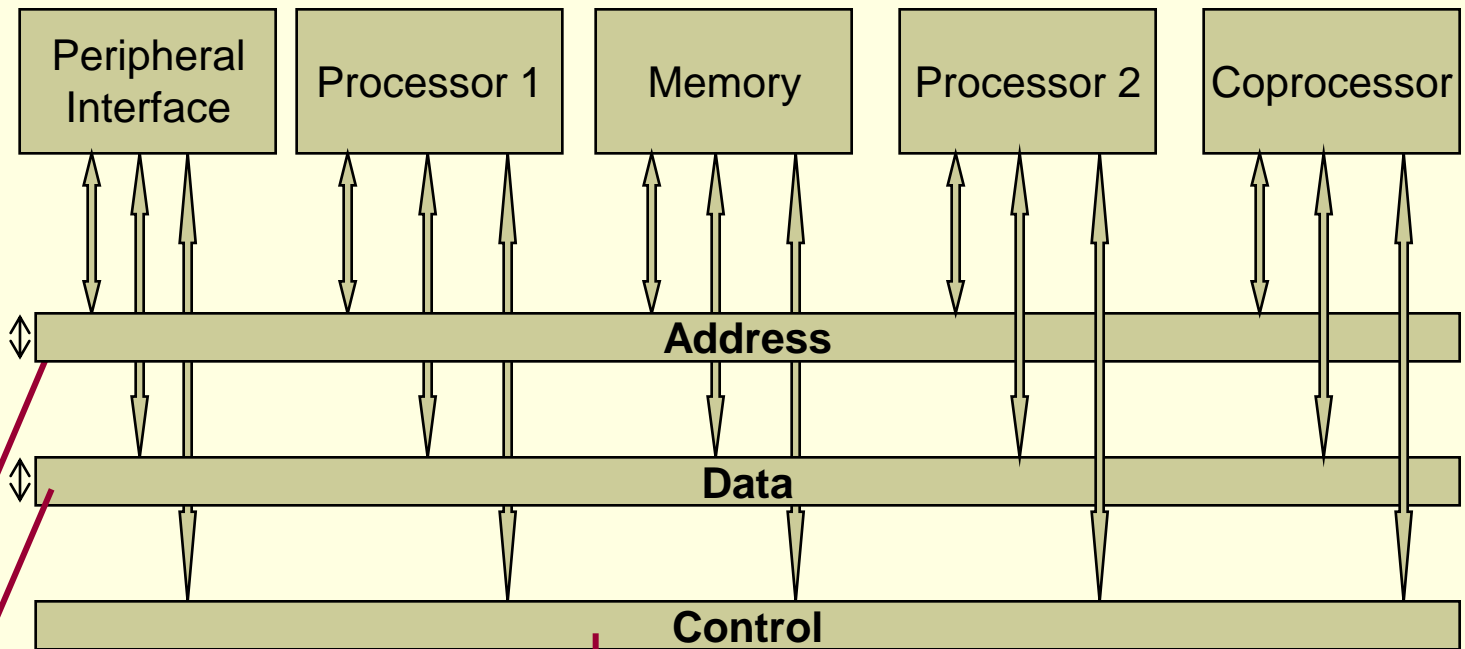 Peripheral
Interface
Processor 1
Memory
Processor 2
Coprocessor
Address
Data
Control